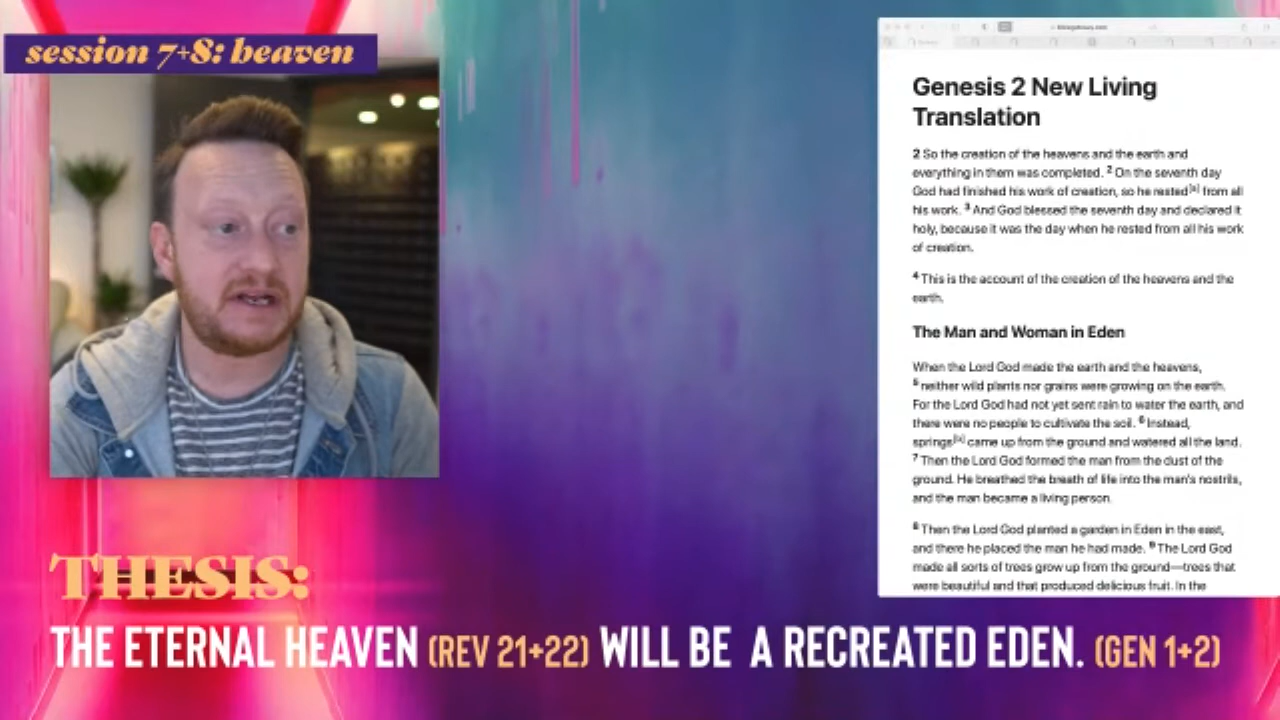 session 7+8: heaven
Genesis 2 New Living
Translation
2 So the creation of the heavens and the earth and
everything in them was completed. 2 On the seventh day
God had finished his work of creation, so he rested[a] from all
his work. 3 And God blessed the seventh day and declared it
holy, because it was the day when he rested from all his work
of creation.
4 This is the account of the creation of the heavens and the
earth.
The Man and Woman in Eden
When the Lord God made the earth and the heavens,
5 neither wild plants nor grains were growing on the earth.
For the Lord God had not yet sent rain to water the earth, and
there were no people to cultivate the soil. 6 Instead,
springs[b] came up from the ground and watered all the land.
7 Then the Lord God formed the man from the dust of the
ground. He breathed the breath of life into the man's nostrils,
and the man became a living person.
8 Then the Lord God planted a garden in Eden in the east,
and there he placed the man he had made. 9 The Lord God
made all sorts of trees grow up from the ground—trees that
were beautiful and that produced delicious fruit. In the
THESIS:
THE ETERNAL HEAVEN (REV 21+22) WILL BE A RECREATED EDEN. (GEN 1+2)